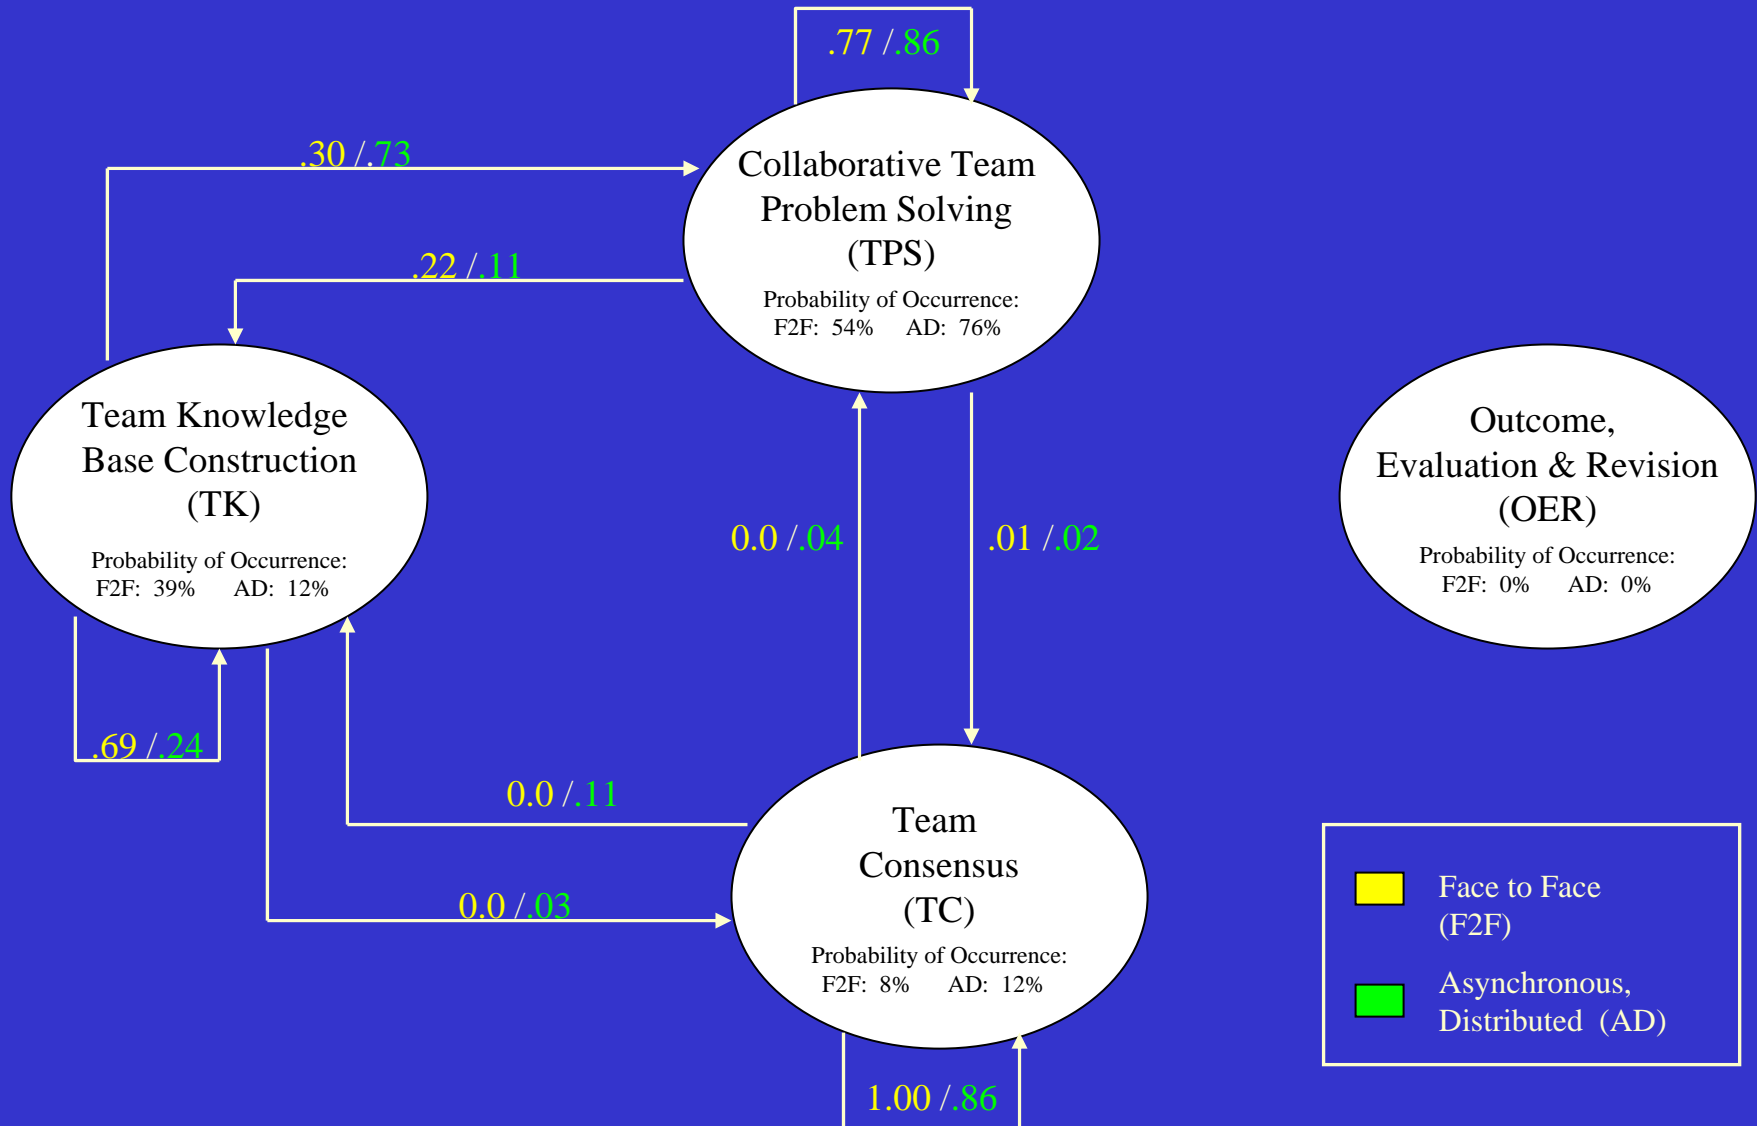 .77 /.86
.30 /.73
Collaborative Team
Problem Solving
(TPS)
Probability of Occurrence:
F2F: 54% AD: 76%
.22 /.11
Team Knowledge
Base Construction
(TK)
Probability of Occurrence:
F2F: 39% AD: 12%
Outcome,
Evaluation & Revision
(OER)
Probability of Occurrence:
F2F: 0% AD: 0%
0.0 /.04
.01 /.02
.69 /.24
0.0 /.11
0.0 /.03
Team
Consensus
(TC)
Probability of Occurrence:
F2F: 8% AD: 12%
1.00 /.86
Face to Face
(F2F)
Asynchronous,
Distributed (AD)